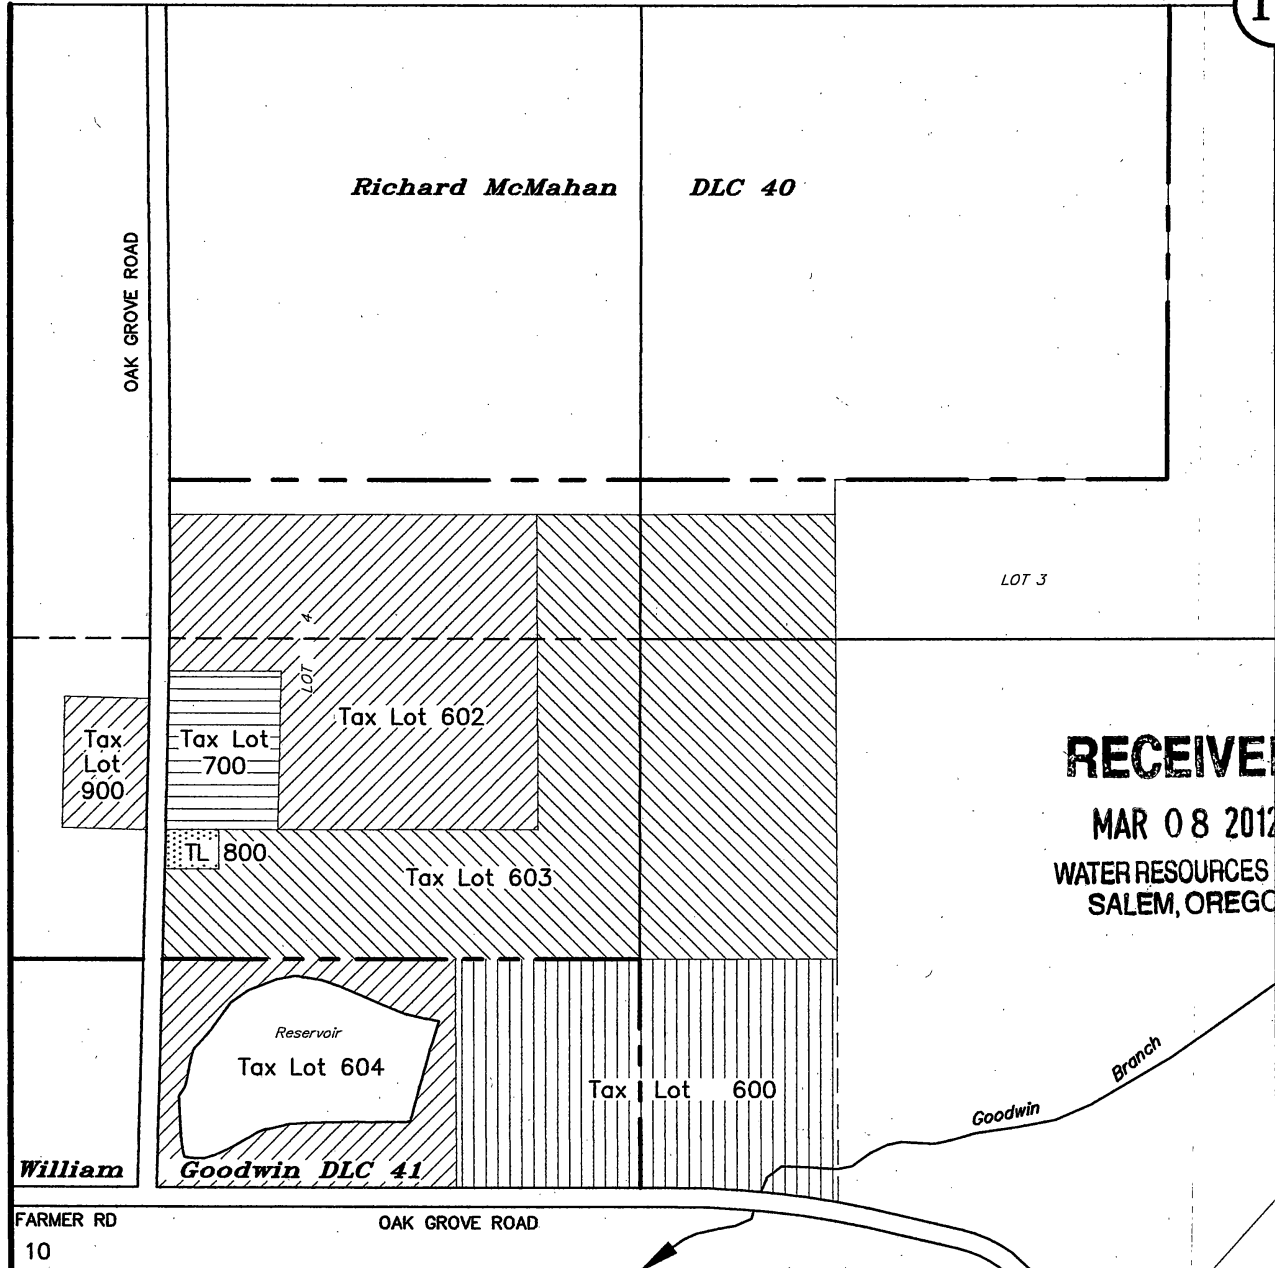 Richard McMahan DLC 40
OAK GROVE ROAD
LOT 3
LOT 4
Tax Lot 602
Tax
Lot
900
Tax Lot
700
TL 800
Tax Lot 603
RECEIVE
MAR 08 2012
WATER RESOURCES
SALEM, OREGO
Reservoir
Tax Lot 604
Tax Lot 600
Goodwin Branch
William Goodwin DLC 41
FARMER RD
OAK GROVE ROAD
10